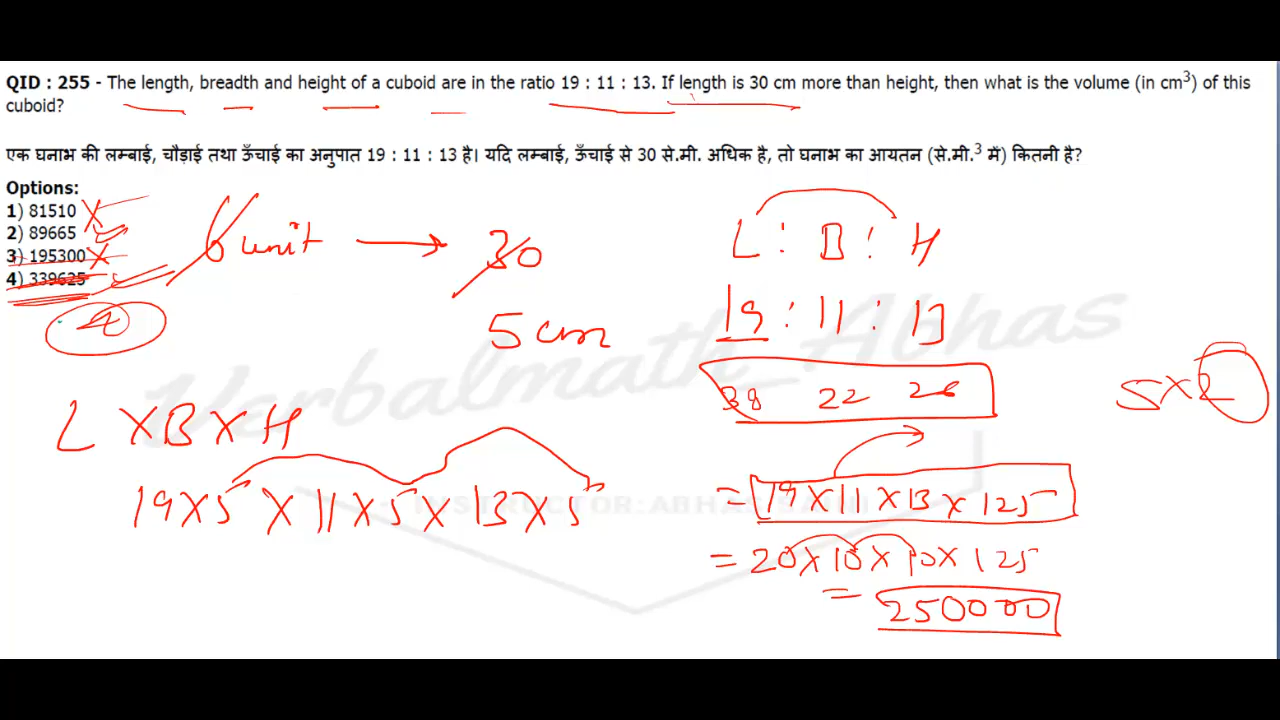 QID : 255 - The length, breadth and height of a cuboid are in the ratio 19 : 11 : 13. If length is 30 cm more than height, then what is the volume (in cm³) of this
cuboid?
एक घनाभ की लम्बाई, चौड़ाई तथा ऊँचाई का अनुपात 19 : 11 : 13 है। यदि लम्बाई, ऊँचाई से 30 से.मी. अधिक है, तो घनाभ का आयतन (से.मी.³ में) कितनी है?
Options:
1) 81510
2) 89665
3) 195300
4) 339625
4
6 unit → 30
5 cm
L : B : H
19 : 11 : 13
38 22 26
5×2
L × B × H
19×5 × 11×5 × 13×5
= 19×11×13×125
= 20×10×10×125
= 250000
Verbalmath Abhas
INSTRUCTOR: ABHAS